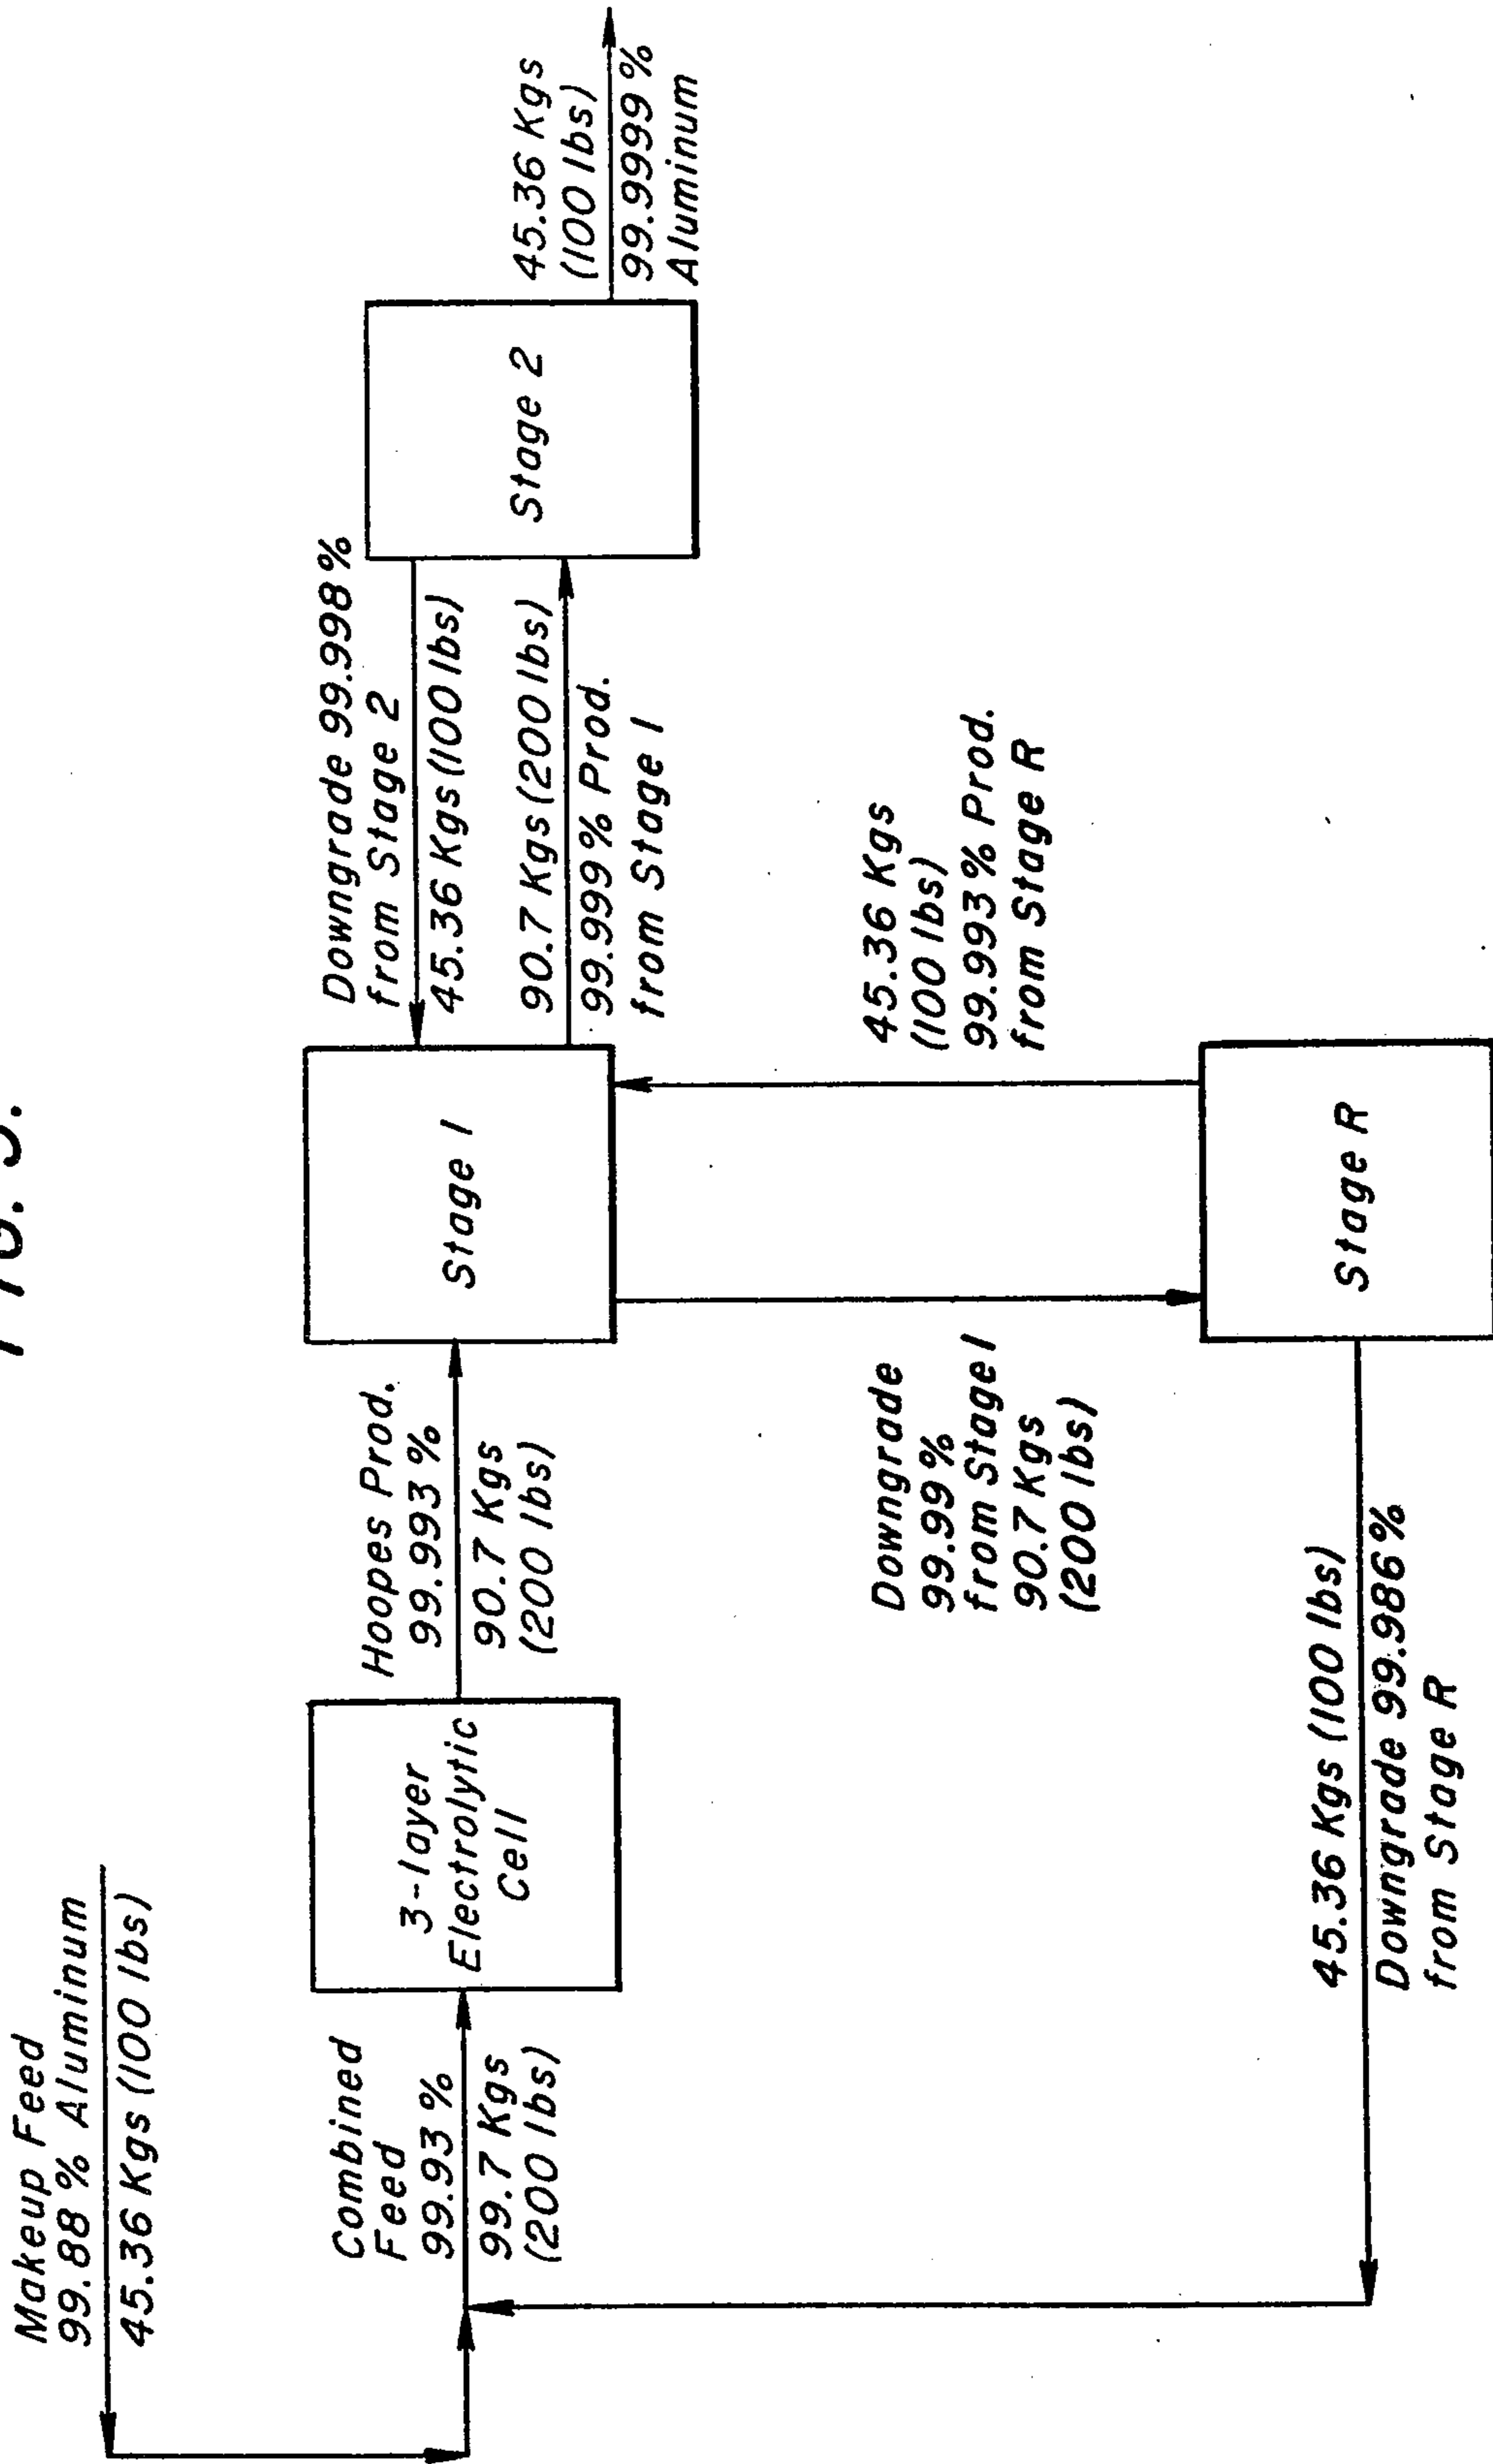 Makeup Feed
99.88 % Aluminum
45.36 Kgs (100 lbs)
Combined
Feed
99.93 %
99.7 Kgs
(200 lbs)
3-layer
Electrolytic
Cell
Hoopes Prod.
99.993 %
90.7 Kgs
(200 lbs)
Stage 1
Downgrade 99.998 %
from Stage 2
45.36 Kgs (100 lbs)
90.7 Kgs (200 lbs)
99.999 % Prod.
from Stage 1
Stage 2
45.36 Kgs
(100 lbs)
99.9999 %
Aluminum
Downgrade
99.99 %
from Stage 1
90.7 Kgs
(200 lbs)
45.36 Kgs
(100 lbs)
99.993 % Prod.
from Stage R
Stage R
45.36 Kgs (100 lbs)
Downgrade 99.986 %
from Stage R